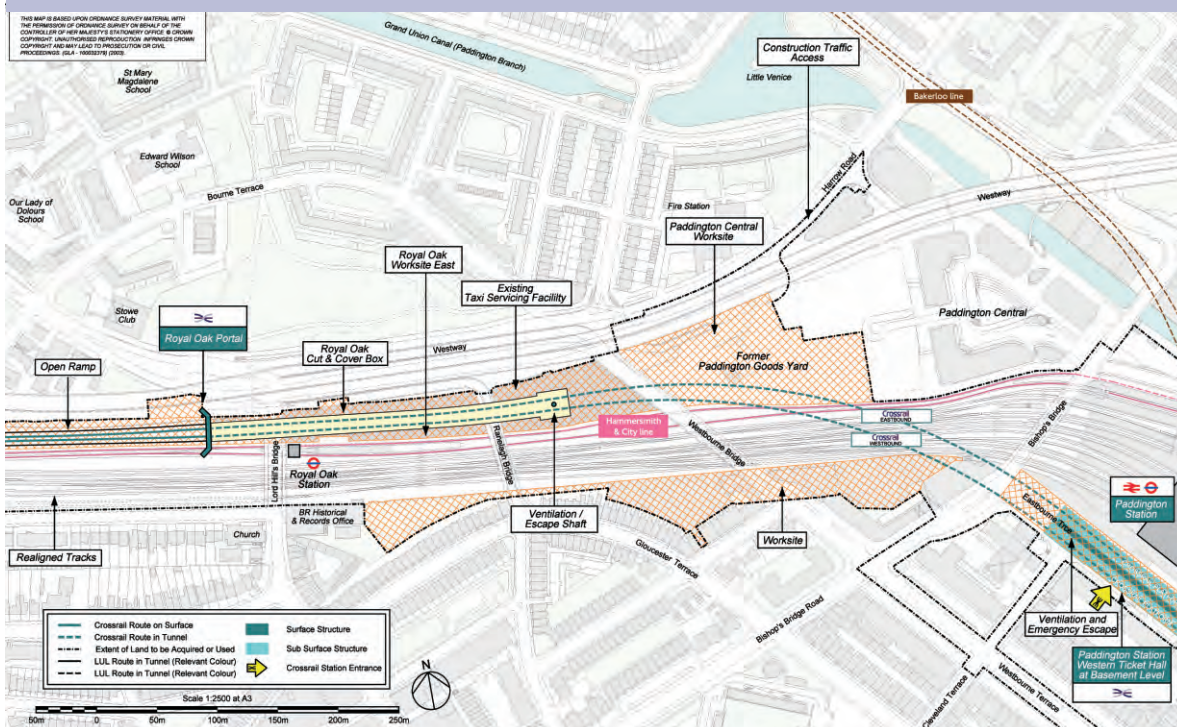 THIS MAP IS BASED UPON ORDNANCE SURVEY MATERIAL WITH
THE PERMISSION OF ORDNANCE SURVEY ON BEHALF OF THE
CONTROLLER OF HER MAJESTY'S STATIONERY OFFICE © CROWN
COPYRIGHT. UNAUTHORISED REPRODUCTION INFRINGES CROWN
COPYRIGHT AND MAY LEAD TO PROSECUTION OR CIVIL
PROCEEDINGS. (GLA - 100032379) (2003).
Grand Union Canal (Paddington Branch)
Construction Traffic
Access
Little Venice
St Mary
Magdalene
School
Bakerloo line
Edward Wilson
School
Bourne Terrace
Harrow Road
Westway
Our Lady of
Dolours
School
Fire Station
Paddington Central
Worksite
Royal Oak
Worksite East
Existing
Taxi Servicing Facililty
Stowe
Club
Royal Oak Portal
Paddington Central
Westway
Royal Oak
Cut & Cover Box
Former
Paddington Goods Yard
Open Ramp
Hammersmith
& City line
Crossrail
EASTBOUND
Crossrail
WESTBOUND
Westbourne Bridge
Bishop's Bridge
Ranelagh Bridge
Lord Hill's Bridge
Royal Oak
Station
Paddington
Station
Eastbourne Terrace
BR Historical
& Records Office
Ventilation /
Escape Shaft
Church
Realigned Tracks
Gloucester Terrace
Worksite
Bishop's Bridge Road
Ventilation and
Emergency Escape
Paddington Station
Western Ticket Hall
at Basement Level
Westbourne Terrace
Cleveland Terrace
Crossrail Route on Surface
Crossrail Route in Tunnel
Extent of Land to be Acquired or Used
LUL Route in Tunnel (Relevant Colour)
LUL Route in Tunnel (Relevant Colour)
Surface Structure
Sub Surface Structure
Crossrail Station Entrance
N
Scale 1:2500 at A3
50m 0 50m 100m 150m 200m 250m